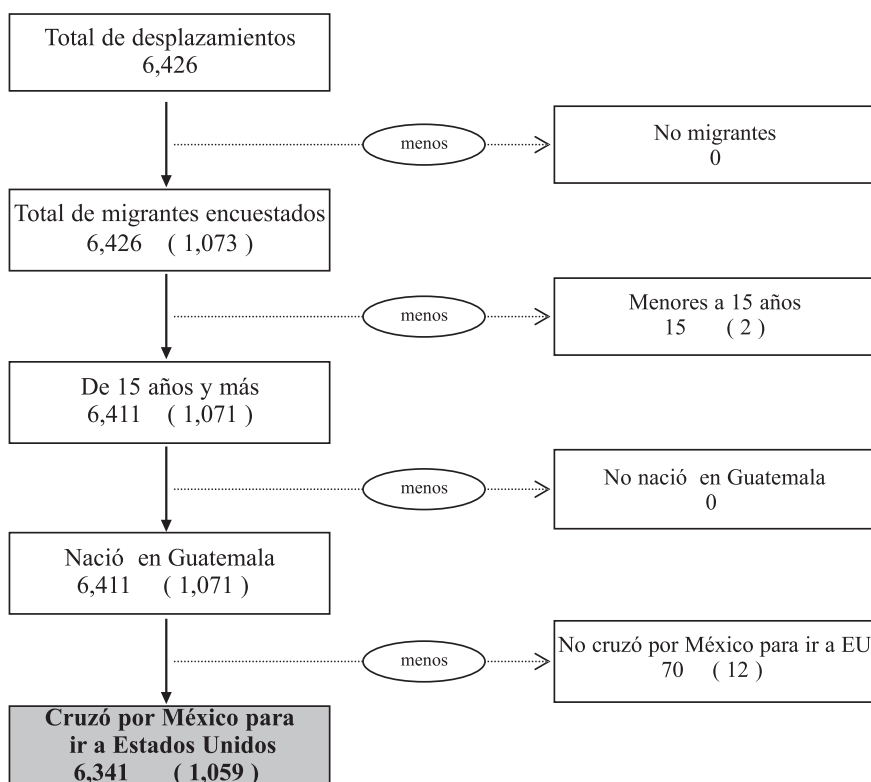 Total de desplazamientos
6,426
menos
No migrantes
0
Total de migrantes encuestados
6,426 ( 1,073 )
menos
Menores a 15 años
15 ( 2 )
De 15 años y más
6,411 ( 1,071 )
menos
No nació en Guatemala
0
Nació en Guatemala
6,411 ( 1,071 )
menos
No cruzó por México para ir a EU
70 ( 12 )
Cruzó por México para
ir a Estados Unidos
6,341 ( 1,059 )